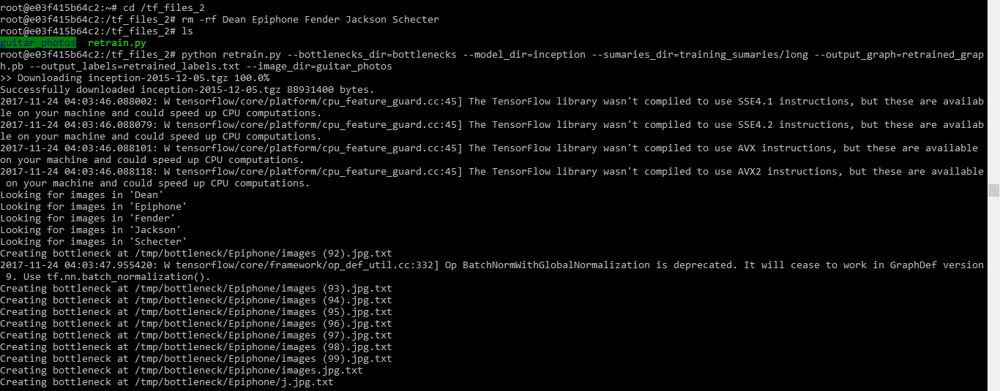 root@e03f415b64c2:~# cd /tf_files_2
root@e03f415b64c2:/tf_files_2# rm -rf Dean Epiphone Fender Jackson Schecter
root@e03f415b64c2:/tf_files_2# ls
guitar_photos  retrain.py
root@e03f415b64c2:/tf_files_2# python retrain.py --bottlenecks_dir=bottlenecks --model_dir=inception --sumaries_dir=training_sumaries/long --output_graph=retrained_grap
h.pb --output_labels=retrained_labels.txt --image_dir=guitar_photos
>> Downloading inception-2015-12-05.tgz 100.0%
Successfully downloaded inception-2015-12-05.tgz 88931400 bytes.
2017-11-24 04:03:46.088002: W tensorflow/core/platform/cpu_feature_guard.cc:45] The TensorFlow library wasn't compiled to use SSE4.1 instructions, but these are availab
le on your machine and could speed up CPU computations.
2017-11-24 04:03:46.088079: W tensorflow/core/platform/cpu_feature_guard.cc:45] The TensorFlow library wasn't compiled to use SSE4.2 instructions, but these are availab
le on your machine and could speed up CPU computations.
2017-11-24 04:03:46.088101: W tensorflow/core/platform/cpu_feature_guard.cc:45] The TensorFlow library wasn't compiled to use AVX instructions, but these are available
on your machine and could speed up CPU computations.
2017-11-24 04:03:46.088118: W tensorflow/core/platform/cpu_feature_guard.cc:45] The TensorFlow library wasn't compiled to use AVX2 instructions, but these are available
 on your machine and could speed up CPU computations.
Looking for images in 'Dean'
Looking for images in 'Epiphone'
Looking for images in 'Fender'
Looking for images in 'Jackson'
Looking for images in 'Schecter'
Creating bottleneck at /tmp/bottleneck/Epiphone/images (92).jpg.txt
2017-11-24 04:03:47.955420: W tensorflow/core/framework/op_def_util.cc:332] Op BatchNormWithGlobalNormalization is deprecated. It will cease to work in GraphDef version
 9. Use tf.nn.batch_normalization().
Creating bottleneck at /tmp/bottleneck/Epiphone/images (93).jpg.txt
Creating bottleneck at /tmp/bottleneck/Epiphone/images (94).jpg.txt
Creating bottleneck at /tmp/bottleneck/Epiphone/images (95).jpg.txt
Creating bottleneck at /tmp/bottleneck/Epiphone/images (96).jpg.txt
Creating bottleneck at /tmp/bottleneck/Epiphone/images (97).jpg.txt
Creating bottleneck at /tmp/bottleneck/Epiphone/images (98).jpg.txt
Creating bottleneck at /tmp/bottleneck/Epiphone/images (99).jpg.txt
Creating bottleneck at /tmp/bottleneck/Epiphone/images.jpg.txt
Creating bottleneck at /tmp/bottleneck/Epiphone/j.jpg.txt